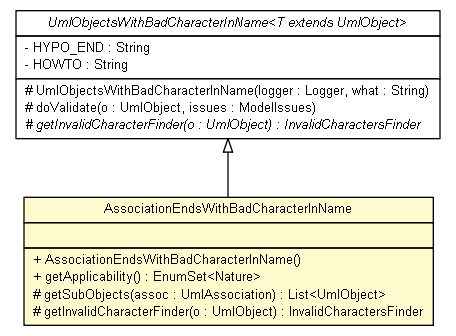 UmlObjectsWithBadCharacterInName<T extends UmlObject>
- HYPO_END : String
- HOWTO : String
# UmlObjectsWithBadCharacterInName(logger : Logger, what : String)
# doValidate(o : UmlObject, issues : ModelIssues)
# getInvalidCharacterFinder(o : UmlObject) : InvalidCharactersFinder
AssociationEndsWithBadCharacterInName
+ AssociationEndsWithBadCharacterInName()
+ getApplicability() : EnumSet<Nature>
# getSubObjects(assoc : UmlAssociation) : List<UmlObject>
# getInvalidCharacterFinder(o : UmlObject) : InvalidCharactersFinder